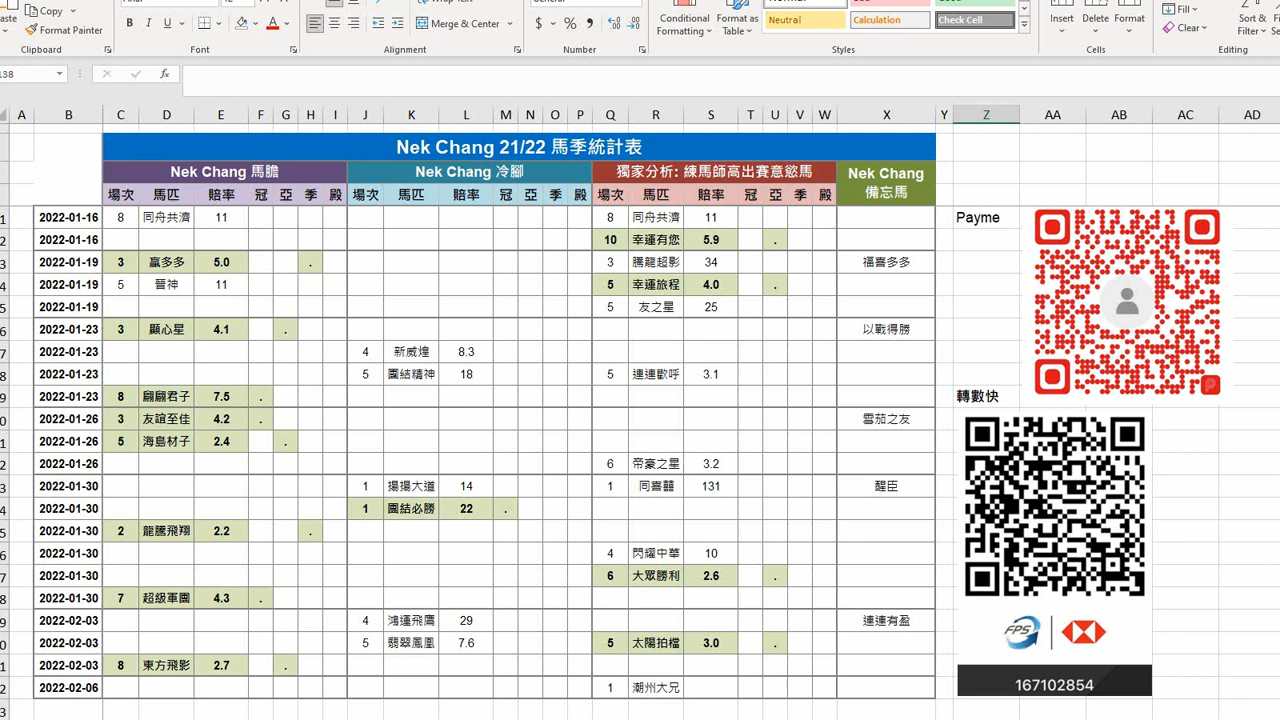 Copy
Format Painter
Clipboard
B I U
Font
Merge & Center
Alignment
General
$ % 9
Number
Conditional Formatting
Format as Table
Neutral Calculation Check Cell
Styles
Insert Delete Format
Cells
Fill
Clear
Sort & Filter
Editing
138
fx
A B C D E F G H I J K L M N O P Q R S T U V W X Y Z AA AB AC AD
Nek Chang 21/22 馬季統計表
Nek Chang 馬膽 Nek Chang 冷腳 獨家分析: 練馬師高出賽意慾馬 Nek Chang 備忘馬
場次 馬匹 賠率 冠 亞 季 殿 場次 馬匹 賠率 冠 亞 季 殿 場次 馬匹 賠率 冠 亞 季 殿
2022-01-16 8 同舟共濟 11 8 同舟共濟 11
2022-01-16 10 幸運有您 5.9 .
2022-01-19 3 贏多多 5.0 . 3 騰龍超影 34 福喜多多
2022-01-19 5 晉神 11 5 幸運旅程 4.0 .
2022-01-19 5 友之星 25
2022-01-23 3 顯心星 4.1 . 以戰得勝
2022-01-23 4 新威煌 8.3
2022-01-23 5 團結精神 18 5 連連歡呼 3.1
2022-01-23 8 翩翩君子 7.5 .
2022-01-26 3 友誼至佳 4.2 . 雪茄之友
2022-01-26 5 海島材子 2.4 .
2022-01-26 6 帝豪之星 3.2
2022-01-30 1 揚揚大道 14 1 同喜囍 131 醒臣
2022-01-30 1 團結必勝 22 .
2022-01-30 2 龍騰飛翔 2.2 .
2022-01-30 4 閃耀中華 10
2022-01-30 6 大眾勝利 2.6 .
2022-01-30 7 超級軍團 4.3 .
2022-02-03 4 鴻運飛鷹 29 連連有盈
2022-02-03 5 翡翠鳳凰 7.6 5 太陽拍檔 3.0 .
2022-02-03 8 東方飛影 2.7 .
2022-02-06 1 潮州大兄
Payme
轉數快
FPS
167102854